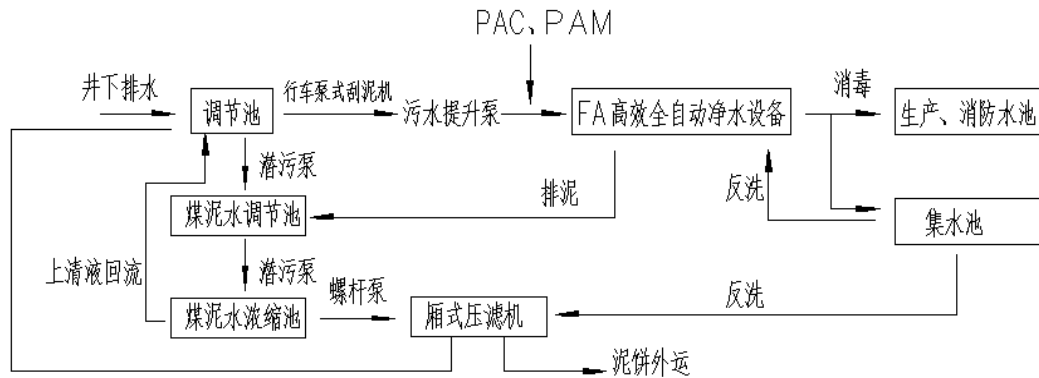 PAC、PAM
井下排水
调节池
行车泵式刮泥机
污水提升泵
FA高效全自动净水设备
消毒
生产、消防水池
潜污泵
排泥
反洗
煤泥水调节池
集水池
上清液回流
潜污泵
螺杆泵
反洗
煤泥水浓缩池
厢式压滤机
泥饼外运